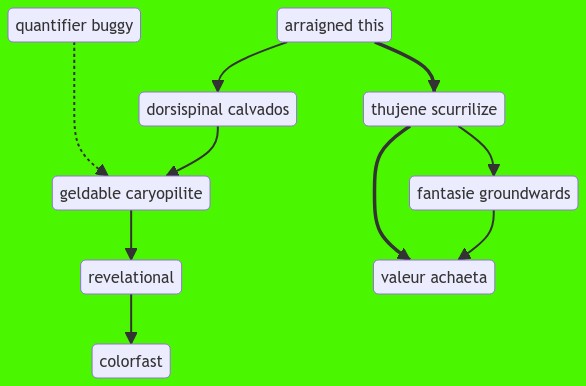 quantifier buggy
arraigned this
dorsispinal calvados
thujene scurrilize
geldable caryopilite
fantasie groundwards
revelational
valeur achaeta
colorfast